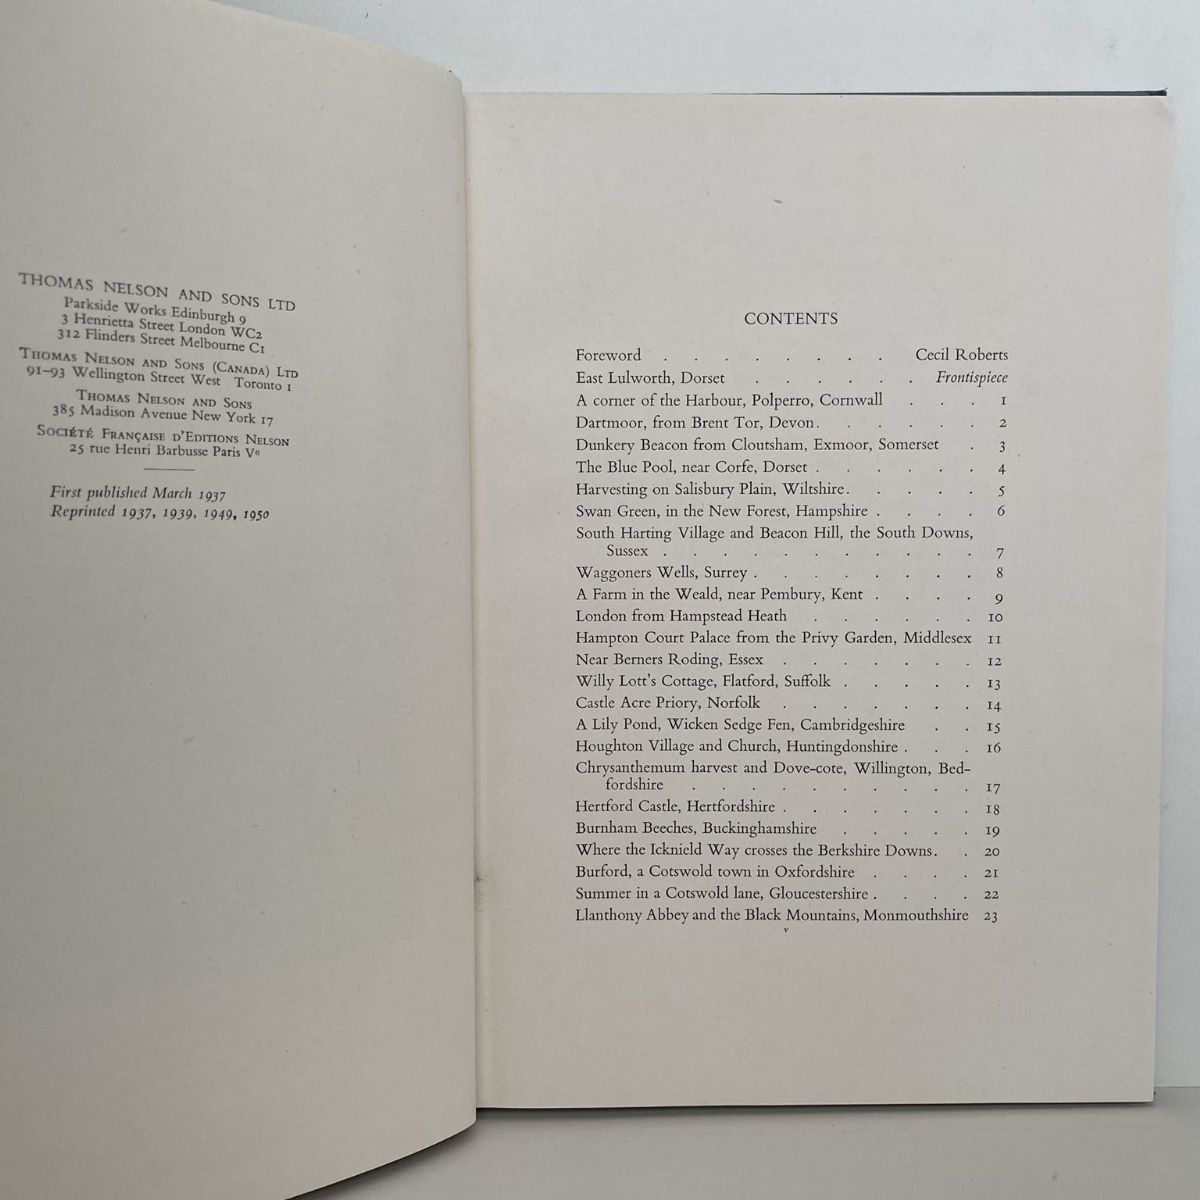 THOMAS NELSON AND SONS LTD
Parkside Works Edinburgh 9
3 Henrietta Street London WC2
312 Flinders Street Melbourne C1
THOMAS NELSON AND SONS (CANADA) LTD
91-93 Wellington Street West Toronto 1
THOMAS NELSON AND SONS
385 Madison Avenue New York 17
SOCIÉTÉ FRANÇAISE D'EDITIONS NELSON
25 rue Henri Barbusse Paris Ve
First published March 1937
Reprinted 1937, 1939, 1949, 1950
CONTENTS
Foreword . . . . . . . . Cecil Roberts
East Lulworth, Dorset . . . . . . Frontispiece
A corner of the Harbour, Polperro, Cornwall . . . 1
Dartmoor, from Brent Tor, Devon. . . . . 2
Dunkery Beacon from Cloutsham, Exmoor, Somerset . 3
The Blue Pool, near Corfe, Dorset . . . . . . 4
Harvesting on Salisbury Plain, Wiltshire. . . . . 5
Swan Green, in the New Forest, Hampshire . . . . 6
South Harting Village and Beacon Hill, the South Downs,
Sussex . . . . . . . . . . . 7
Waggoners Wells, Surrey . . . . . . . . 8
A Farm in the Weald, near Pembury, Kent . . . . 9
London from Hampstead Heath . . . . . . 10
Hampton Court Palace from the Privy Garden, Middlesex 11
Near Berners Roding, Essex . . . . . . . 12
Willy Lott's Cottage, Flatford, Suffolk . . . . . 13
Castle Acre Priory, Norfolk . . . . . . . 14
A Lily Pond, Wicken Sedge Fen, Cambridgeshire . . 15
Houghton Village and Church, Huntingdonshire . . . 16
Chrysanthemum harvest and Dove-cote, Willington, Bed-
fordshire . . . . . . . . . . 17
Hertford Castle, Hertfordshire . . . . . . . 18
Burnham Beeches, Buckinghamshire . . . . . 19
Where the Icknield Way crosses the Berkshire Downs. . 20
Burford, a Cotswold town in Oxfordshire . . . . 21
Summer in a Cotswold lane, Gloucestershire . . . . 22
Llanthony Abbey and the Black Mountains, Monmouthshire 23
v